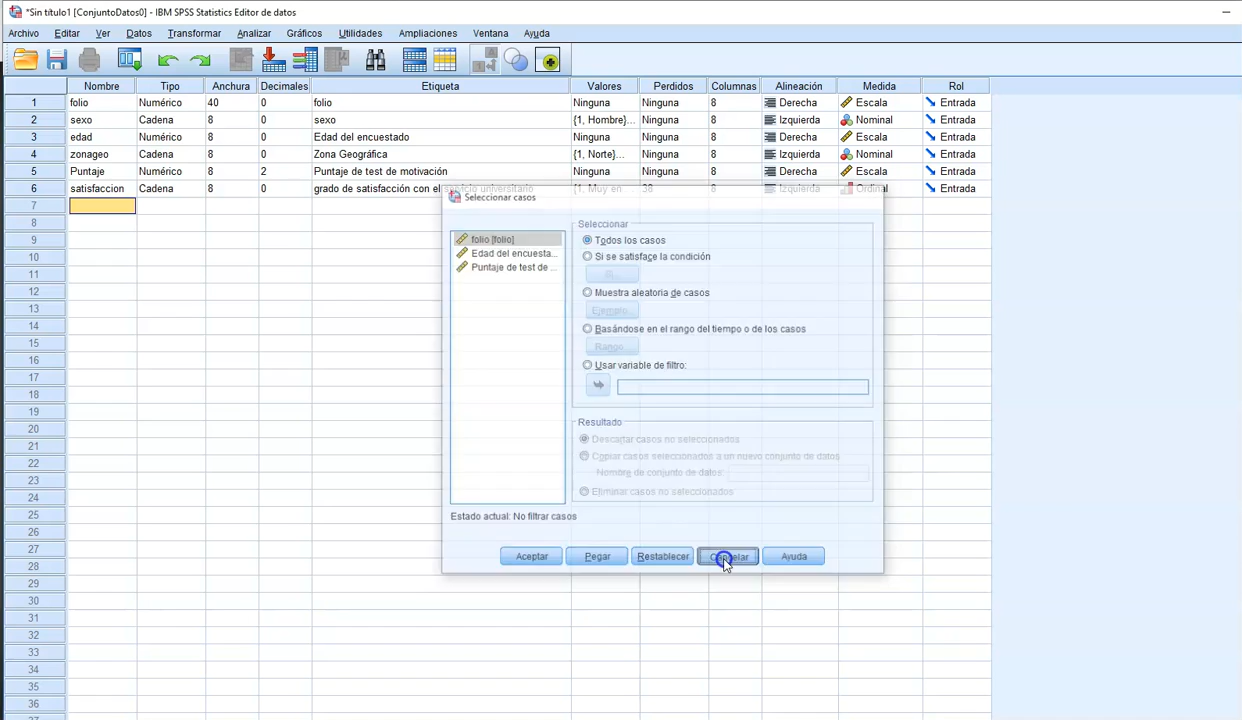 *Sin título1 [ConjuntoDatos0] - IBM SPSS Statistics Editor de datos
Archivo Editar Ver Datos Transformar Analizar Gráficos Utilidades Ampliaciones Ventana Ayuda
Nombre Tipo Anchura Decimales Etiqueta Valores Perdidos Columnas Alineación Medida Rol
1 folio Numérico 40 0 folio Ninguna Ninguna 8 Derecha Escala Entrada
2 sexo Cadena 8 0 sexo {1, Hombre}... Ninguna 8 Izquierda Nominal Entrada
3 edad Numérico 8 0 Edad del encuestado Ninguna Ninguna 8 Derecha Escala Entrada
4 zonageo Cadena 8 0 Zona Geográfica {1, Norte}... Ninguna 8 Izquierda Nominal Entrada
5 Puntaje Numérico 8 2 Puntaje de test de motivación Ninguna Ninguna 8 Derecha Escala Entrada
6 satisfaccion Cadena 8 0 grado de satisfacción con el servicio universitario {1, Muy en 38 8 Izquierda Ordinal Entrada
7
8
9
10
11
12
13
14
15
16
17
18
19
20
21
22
23
24
25
26
27
28
29
30
31
32
33
34
35
36
Seleccionar casos
folio [folio]
Edad del encuesta...
Puntaje de test de ...
Seleccionar
Todos los casos
Si se satisface la condición
Si...
Muestra aleatoria de casos
Ejemplo...
Basándose en el rango del tiempo o de los casos
Rango...
Usar variable de filtro:
Resultado
Descartar casos no seleccionados
Copiar casos seleccionados a un nuevo conjunto de datos
Nombre de conjunto de datos:
Eliminar casos no seleccionados
Estado actual: No filtrar casos
Aceptar Pegar Restablecer Cancelar Ayuda